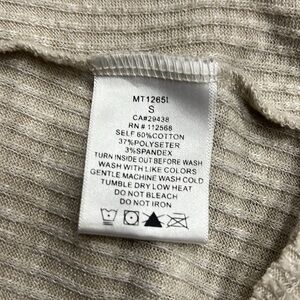 MT1265I
S
CA#29438
RN # 112568
SELF 60%COTTON
37%POLYSETER
3%SPANDEX
TURN INSIDE OUT BEFORE WASH
WASH WITH LIKE COLORS
GENTLE MACHINE WASH COLD
TUMBLE DRY LOW HEAT
DO NOT BLEACH
DO NOT IRON